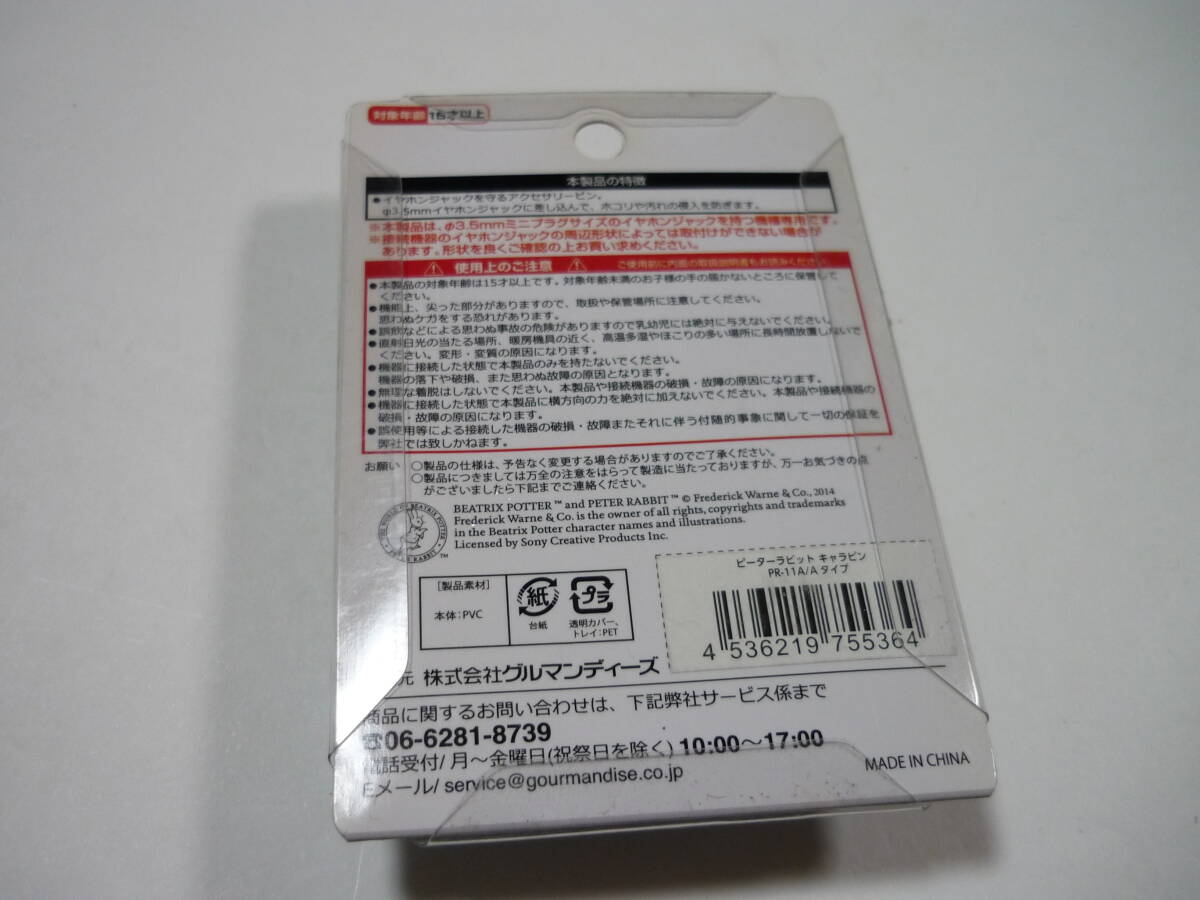 対象年齢 15才以上
本製品の特徴
●イヤホンジャックを守るアクセサリーピン。
φ3.5mmイヤホンジャックに差し込んで、ホコリや汚れの侵入を防ぎます。
※本製品は、φ3.5mmミニプラグサイズのイヤホンジャックを持つ機種専用です。
※接続機器のイヤホンジャックの周辺形状によっては取付けができない場合が
あります。形状を良くご確認の上お買い求めください。
使用上のご注意 ご使用前に内面の取扱説明書もお読みください。
●本製品の対象年齢は15才以上です。対象年齢未満のお子様の手の届かないところに保管して
ください。
●機能上、尖った部分がありますので、取扱や保管場所に注意してください。
思わぬケガをする恐れがあります。
●誤飲などによる思わぬ事故の危険がありますので乳幼児には絶対に与えないでください。
●直射日光の当たる場所、暖房機具の近く、高温多湿やほこりの多い場所に長時間放置しないで
ください。変形・変質の原因になります。
●機器に接続した状態で本製品のみを持たないでください。
機器の落下や破損、また思わぬ故障の原因となります。
●無理な着脱はしないでください。本製品や接続機器の破損・故障の原因になります。
●機器に接続した状態で本製品に横方向の力を絶対に加えないでください。本製品や接続機器の
破損・故障の原因になります。
●誤使用等による接続した機器の破損・故障またそれに伴う付随的事象に関して一切の保証を
弊社では致しかねます。
お願い ○製品の仕様は、予告なく変更する場合がありますのでご了承ください。
○製品につきましては万全の注意をはらって製造に当たっておりますが、万一お気づきの点
がございましたら下記までご連絡ください。
BEATRIX POTTER™ and PETER RABBIT™ © Frederick Warne & Co., 2014
Frederick Warne & Co. is the owner of all rights, copyrights and trademarks
in the Beatrix Potter character names and illustrations.
Licensed by Sony Creative Products Inc.
THE WORLD OF BEATRIX POTTER
PETER RABBIT ™
ピーターラビット キャラピン
PR-11A/A タイプ
4 536219 755364
[製品素材]
本体:PVC
紙
台紙
プラ
透明カバー、
トレイ:PET
元 株式会社グルマンディーズ
商品に関するお問い合わせは、下記弊社サービス係まで
☎06-6281-8739
電話受付/ 月～金曜日(祝祭日を除く) 10:00～17:00
Eメール/ service@gourmandise.co.jp
MADE IN CHINA